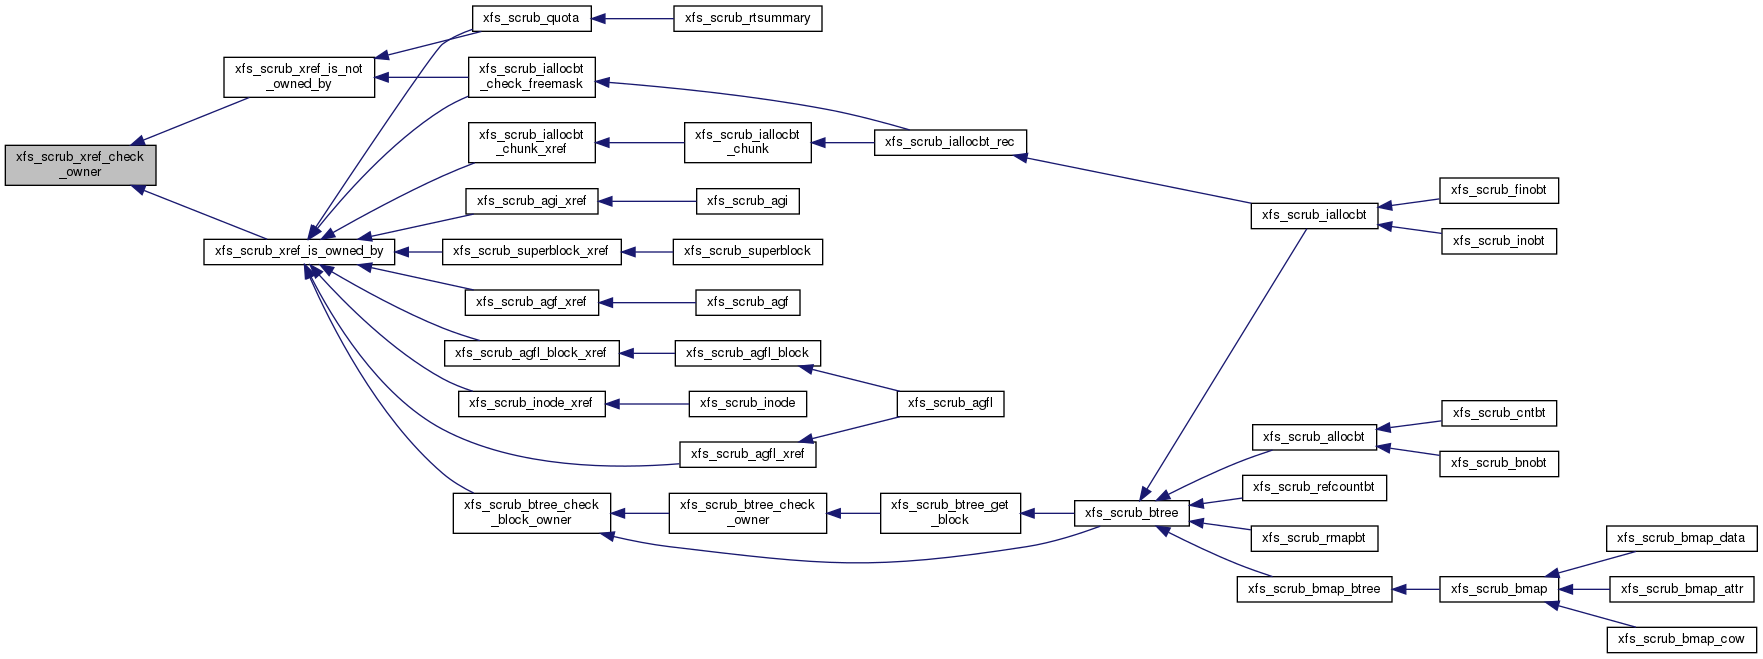 xfs_scrub_quota
xfs_scrub_rtsummary
xfs_scrub_xref_is_not
_owned_by
xfs_scrub_iallocbt
_check_freemask
xfs_scrub_iallocbt
_chunk_xref
xfs_scrub_iallocbt
_chunk
xfs_scrub_iallocbt_rec
xfs_scrub_xref_check
_owner
xfs_scrub_agi_xref
xfs_scrub_agi
xfs_scrub_finobt
xfs_scrub_iallocbt
xfs_scrub_inobt
xfs_scrub_xref_is_owned_by
xfs_scrub_superblock_xref
xfs_scrub_superblock
xfs_scrub_agf_xref
xfs_scrub_agf
xfs_scrub_agfl_block_xref
xfs_scrub_agfl_block
xfs_scrub_inode_xref
xfs_scrub_inode
xfs_scrub_agfl
xfs_scrub_cntbt
xfs_scrub_allocbt
xfs_scrub_agfl_xref
xfs_scrub_bnobt
xfs_scrub_refcountbt
xfs_scrub_btree_check
_block_owner
xfs_scrub_btree_check
_owner
xfs_scrub_btree_get
_block
xfs_scrub_btree
xfs_scrub_rmapbt
xfs_scrub_bmap_data
xfs_scrub_bmap_btree
xfs_scrub_bmap
xfs_scrub_bmap_attr
xfs_scrub_bmap_cow